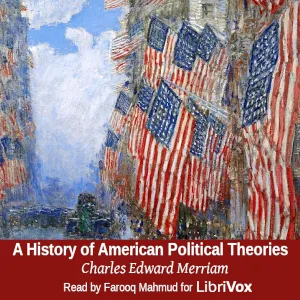 A History of American Political Theories
Charles Edward Merriam
Read by Farooq Mahmud for LibriVox